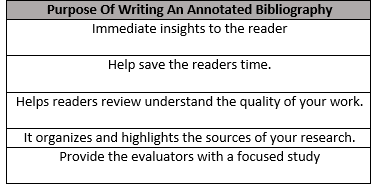 Purpose Of Writing An Annotated Bibliography
Immediate insights to the reader
Help save the readers time.
Helps readers review understand the quality of your work.
It organizes and highlights the sources of your research.
Provide the evaluators with a focused study